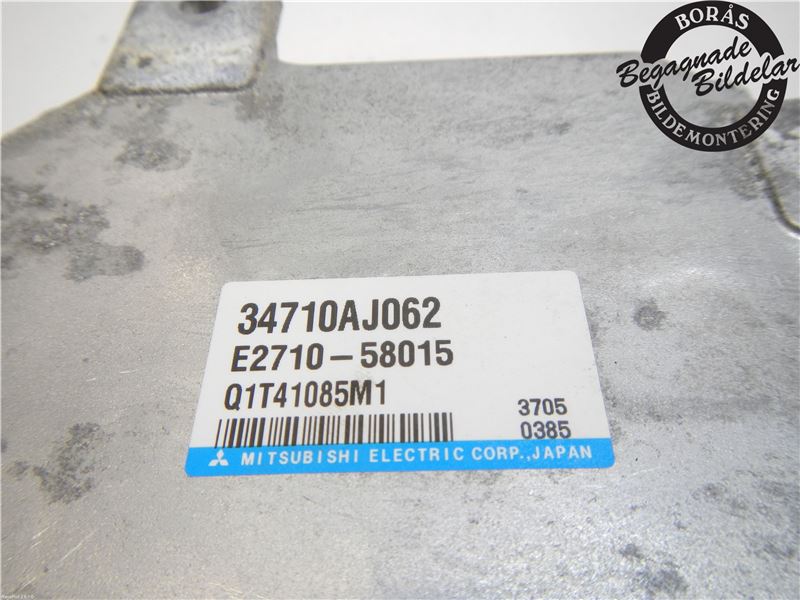 BORÅS
Begagnade
Bildelar
BILDEMONTERING
34710AJ062
E2710-58015
Q1T41085M1
3705
0385
MITSUBISHI ELECTRIC CORP.,JAPAN